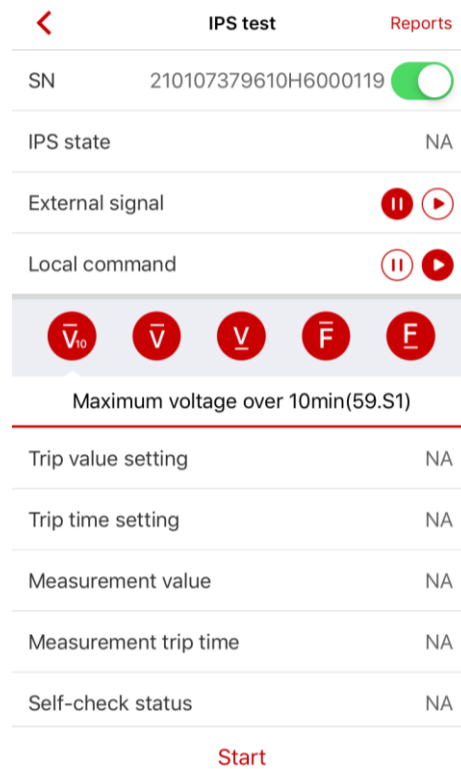 IPS test Reports
SN 210107379610H6000119
IPS state NA
External signal
Local command
V̅10 V̅ V̲ F̅ F̲
Maximum voltage over 10min(59.S1)
Trip value setting NA
Trip time setting NA
Measurement value NA
Measurement trip time NA
Self-check status NA
Start